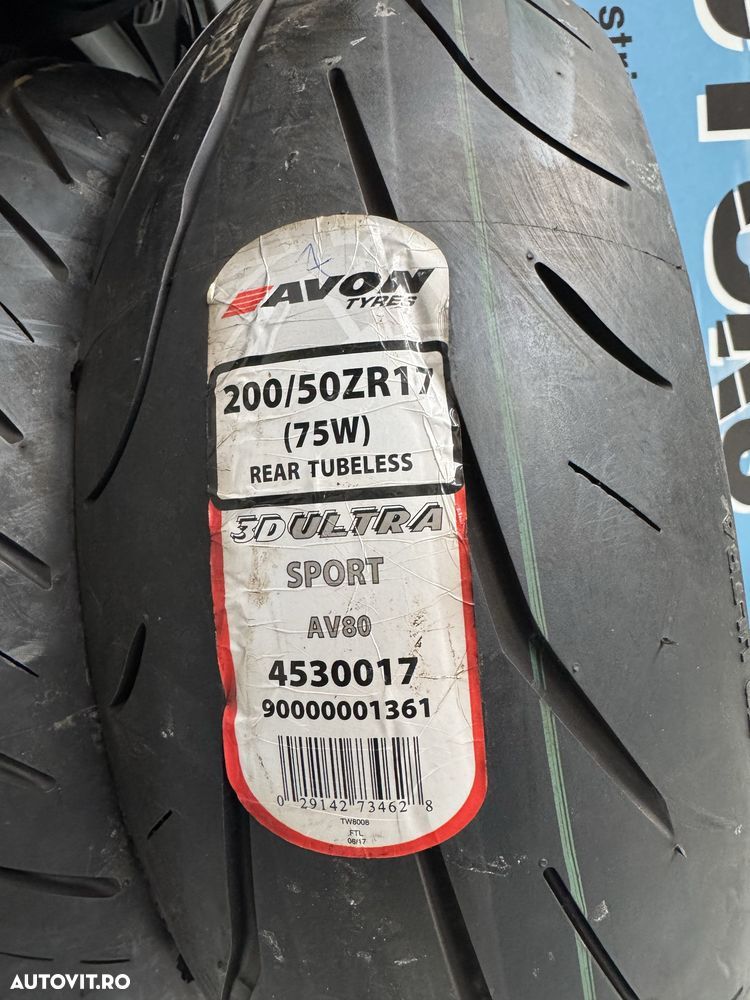 AVON
TYRES
200/50ZR17
(75W)
REAR TUBELESS
3D ULTRA
SPORT
AV80
4530017
90000001361
0 29142 73462 8
TW8008
FTL
08/17
AUTOVIT.RO